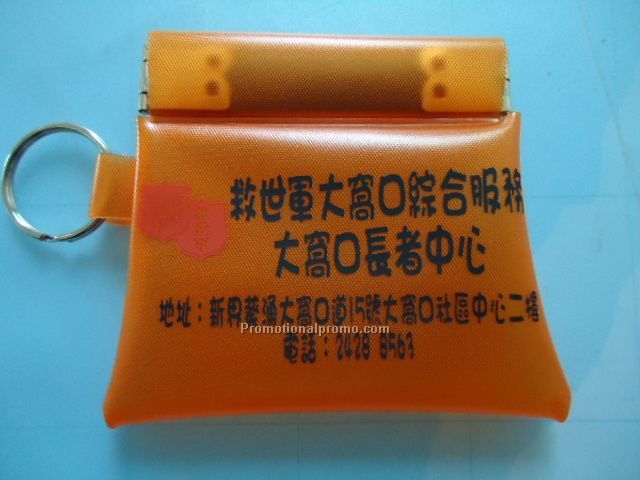 救世軍大窩口綜合服務
大窩口長者中心
地址：新界葵涌大窩口道15號大窩口社區中心二樓
Promotionalpromo.com
電話：2428 8563